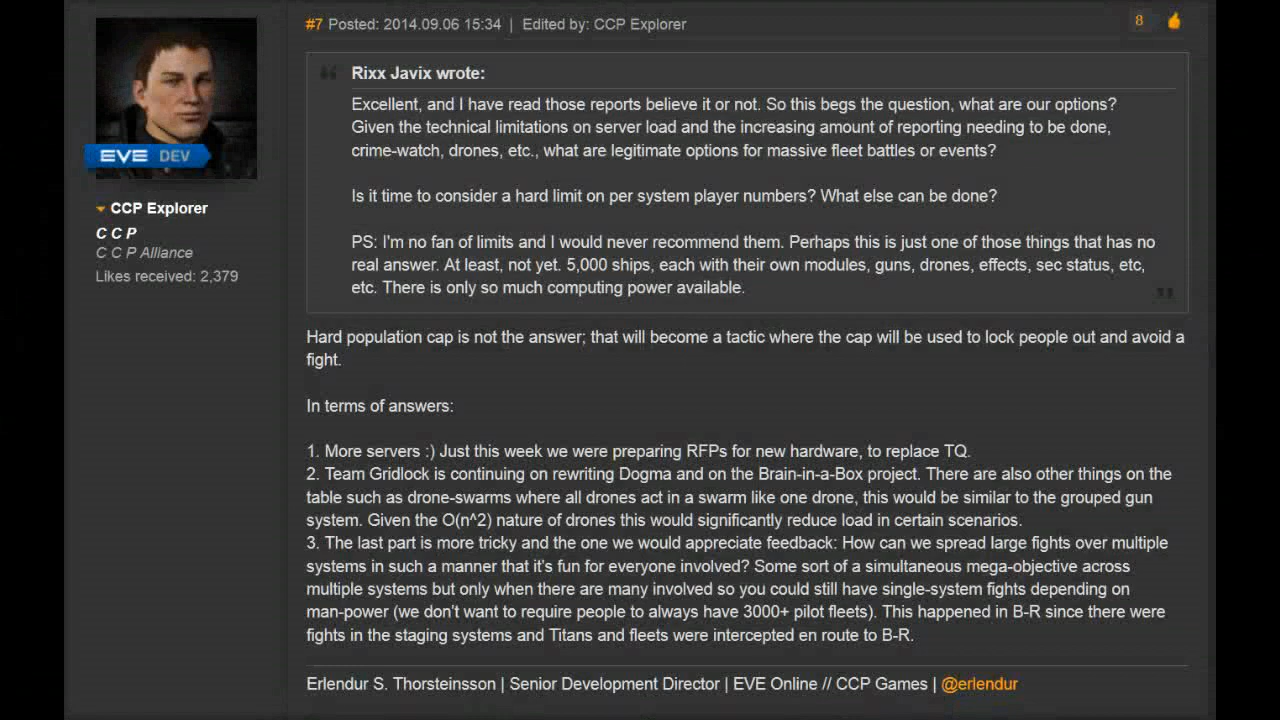 #7 Posted: 2014.09.06 15:34 | Edited by: CCP Explorer
8
EVE DEV
CCP Explorer
C C P
C C P Alliance
Likes received: 2,379
Rixx Javix wrote:
Excellent, and I have read those reports believe it or not. So this begs the question, what are our options?
Given the technical limitations on server load and the increasing amount of reporting needing to be done,
crime-watch, drones, etc., what are legitimate options for massive fleet battles or events?
Is it time to consider a hard limit on per system player numbers? What else can be done?
PS: I'm no fan of limits and I would never recommend them. Perhaps this is just one of those things that has no
real answer. At least, not yet. 5,000 ships, each with their own modules, guns, drones, effects, sec status, etc,
etc. There is only so much computing power available.
Hard population cap is not the answer; that will become a tactic where the cap will be used to lock people out and avoid a
fight.
In terms of answers:
1. More servers :) Just this week we were preparing RFPs for new hardware, to replace TQ.
2. Team Gridlock is continuing on rewriting Dogma and on the Brain-in-a-Box project. There are also other things on the
table such as drone-swarms where all drones act in a swarm like one drone, this would be similar to the grouped gun
system. Given the O(n^2) nature of drones this would significantly reduce load in certain scenarios.
3. The last part is more tricky and the one we would appreciate feedback: How can we spread large fights over multiple
systems in such a manner that it's fun for everyone involved? Some sort of a simultaneous mega-objective across
multiple systems but only when there are many involved so you could still have single-system fights depending on
man-power (we don't want to require people to always have 3000+ pilot fleets). This happened in B-R since there were
fights in the staging systems and Titans and fleets were intercepted en route to B-R.
Erlendur S. Thorsteinsson | Senior Development Director | EVE Online // CCP Games | @erlendur